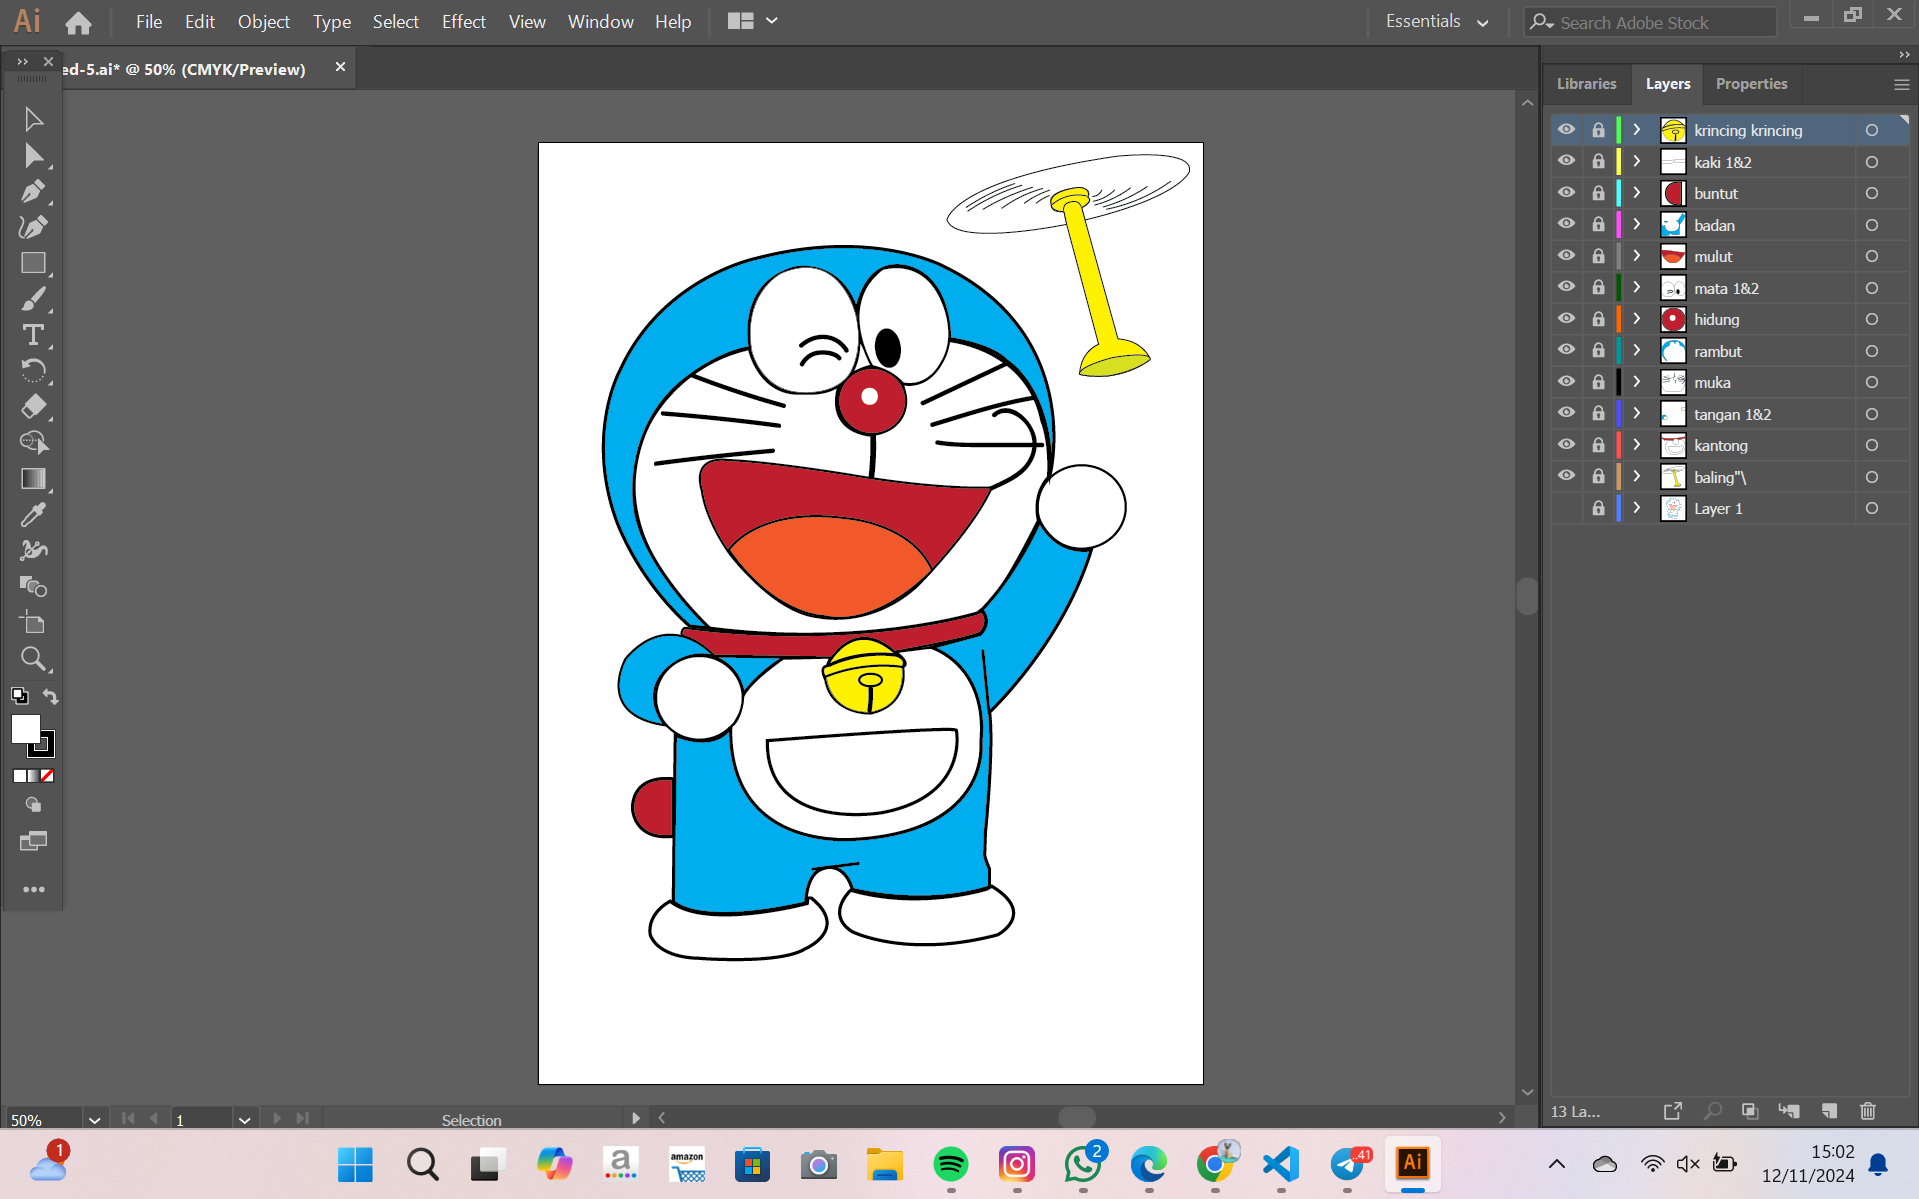 Ai File Edit Object Type Select Effect View Window Help Essentials Search Adobe Stock
ed-5.ai* @ 50% (CMYK/Preview)
Libraries Layers Properties
krincing krincing
kaki 1&2
buntut
badan
mulut
mata 1&2
hidung
rambut
muka
tangan 1&2
kantong
baling"\
Layer 1
50% 1 Selection
13 La...
1
a
amazon
2
..41
Ai
15:02
12/11/2024